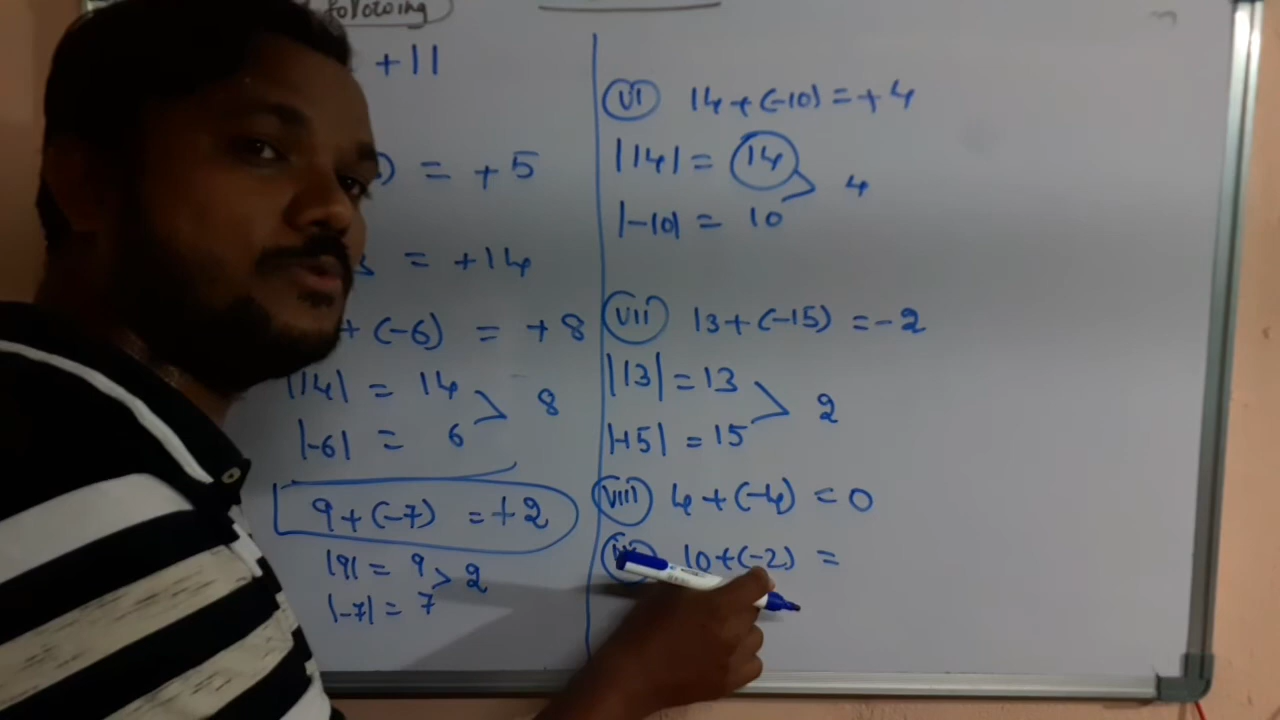 following
+11
) = + 5
3 = +14
+ (-6) = + 8
|14| = 14 > 8
|-6| = 6
9 + (-7) = + 2
|9| = 9 > 2
|-7| = 7
(vi) 14 + (-10) = + 4
|14| = 14 > 4
|-10| = 10
(vii) 13 + (-15) = - 2
|13| = 13 > 2
|-15| = 15
(viii) 4 + (-4) = 0
10 + (-2) =